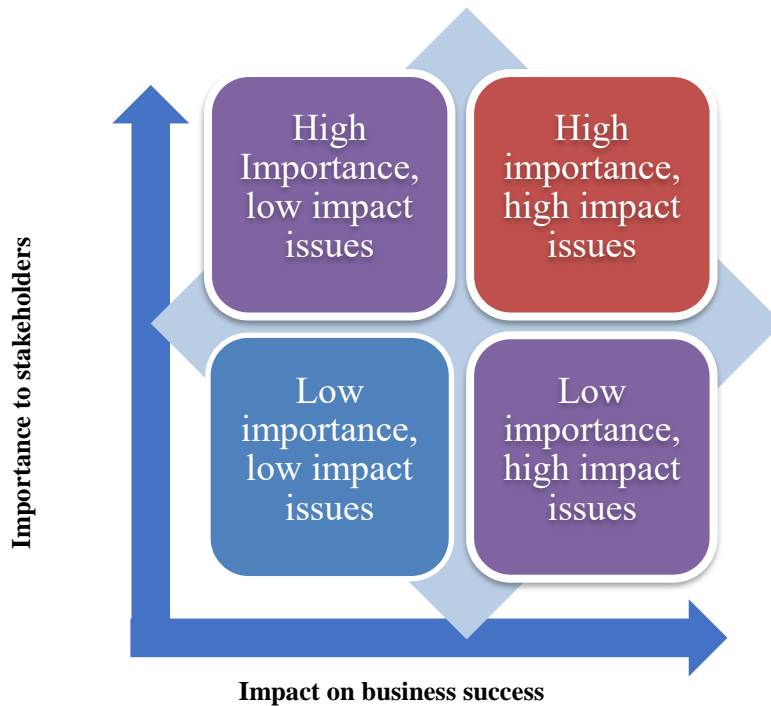 Importance to stakeholders
High
Importance,
low impact
issues
High
importance,
high impact
issues
Low
importance,
low impact
issues
Low
importance,
high impact
issues
Impact on business success